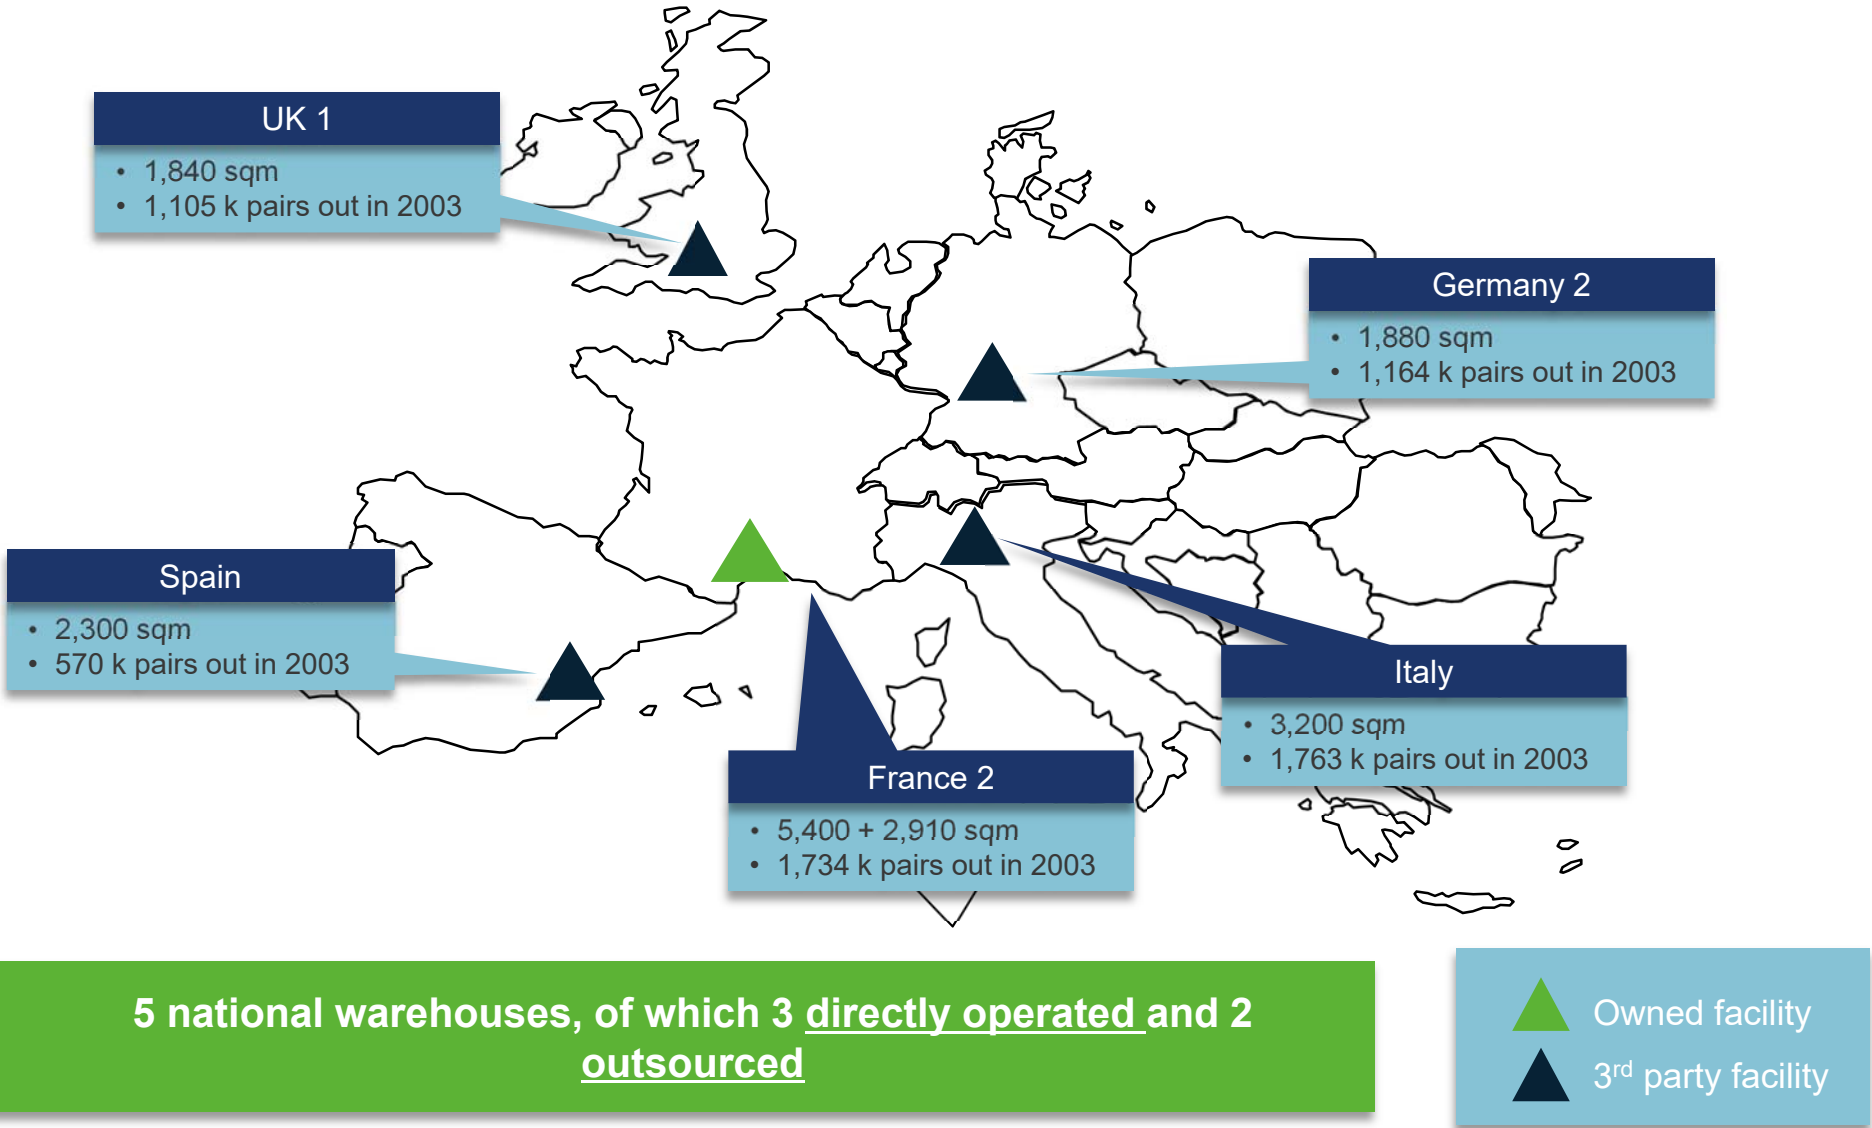 UK 1
• 1,840 sqm
• 1,105 k pairs out in 2003
Germany 2
• 1,880 sqm
• 1,164 k pairs out in 2003
Spain
• 2,300 sqm
• 570 k pairs out in 2003
Italy
• 3,200 sqm
• 1,763 k pairs out in 2003
France 2
• 5,400 + 2,910 sqm
• 1,734 k pairs out in 2003
5 national warehouses, of which 3 directly operated and 2
outsourced
Owned facility
3rd party facility